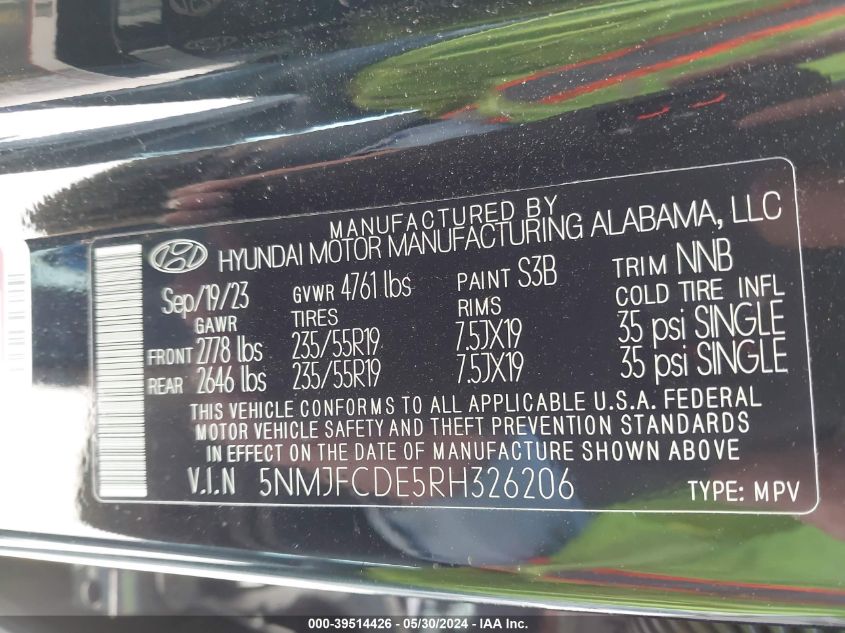 MANUFACTURED BY
HYUNDAI MOTOR MANUFACTURING ALABAMA, LLC
Sep/19/23 GVWR 4761 lbs PAINT S3B TRIM NNB
GAWR TIRES RIMS COLD TIRE INFL
FRONT 2778 lbs 235/55R19 7.5JX19 35 psi SINGLE
REAR 2646 lbs 235/55R19 7.5JX19 35 psi SINGLE
THIS VEHICLE CONFORMS TO ALL APPLICABLE U.S.A. FEDERAL
MOTOR VEHICLE SAFETY AND THEFT PREVENTION STANDARDS
IN EFFECT ON THE DATE OF MANUFACTURE SHOWN ABOVE
V.I.N 5NMJFCDE5RH326206 TYPE: MPV
000-39514426 - 05/30/2024 - IAA Inc.